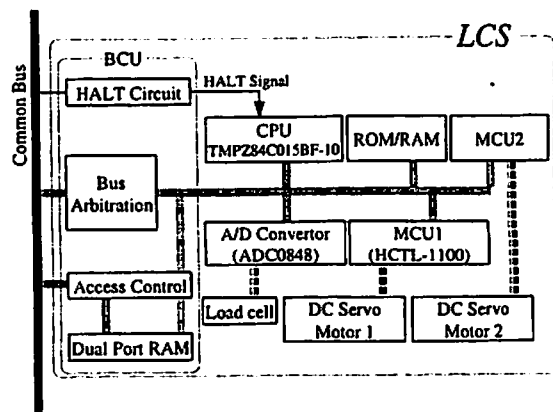 LCS
BCU
Common Bus
HALT Circuit
HALT Signal
CPU
TMPZ84C015BF-10
ROM/RAM
MCU2
Bus
Arbitration
A/D Convertor
(ADC0848)
MCU1
(HCTL-1100)
Access Control
Load cell
DC Servo
Motor 1
DC Servo
Motor 2
Dual Port RAM